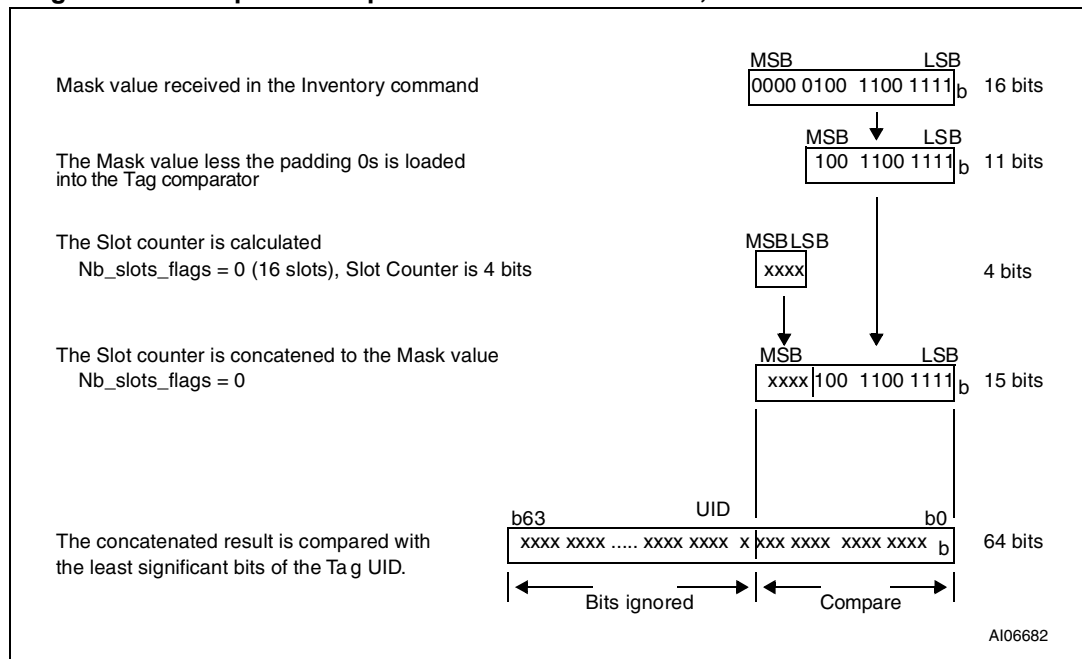 MSB LSB
Mask value received in the Inventory command 0000 0100 1100 1111 b 16 bits
MSB LSB
The Mask value less the padding 0s is loaded
into the Tag comparator
100 1100 1111 b 11 bits
The Slot counter is calculated
MSB LSB
Nb_slots_flags = 0 (16 slots), Slot Counter is 4 bits
xxxx 4 bits
The Slot counter is concatened to the Mask value
MSB LSB
Nb_slots_flags = 0
xxxx 100 1100 1111 b 15 bits
UID
b63 b0
The concatenated result is compared with
xxxx xxxx ..... xxxx xxxx x xxx xxxx xxxx xxxx b 64 bits
the least significant bits of the Tag UID.
Bits ignored Compare
AI06682